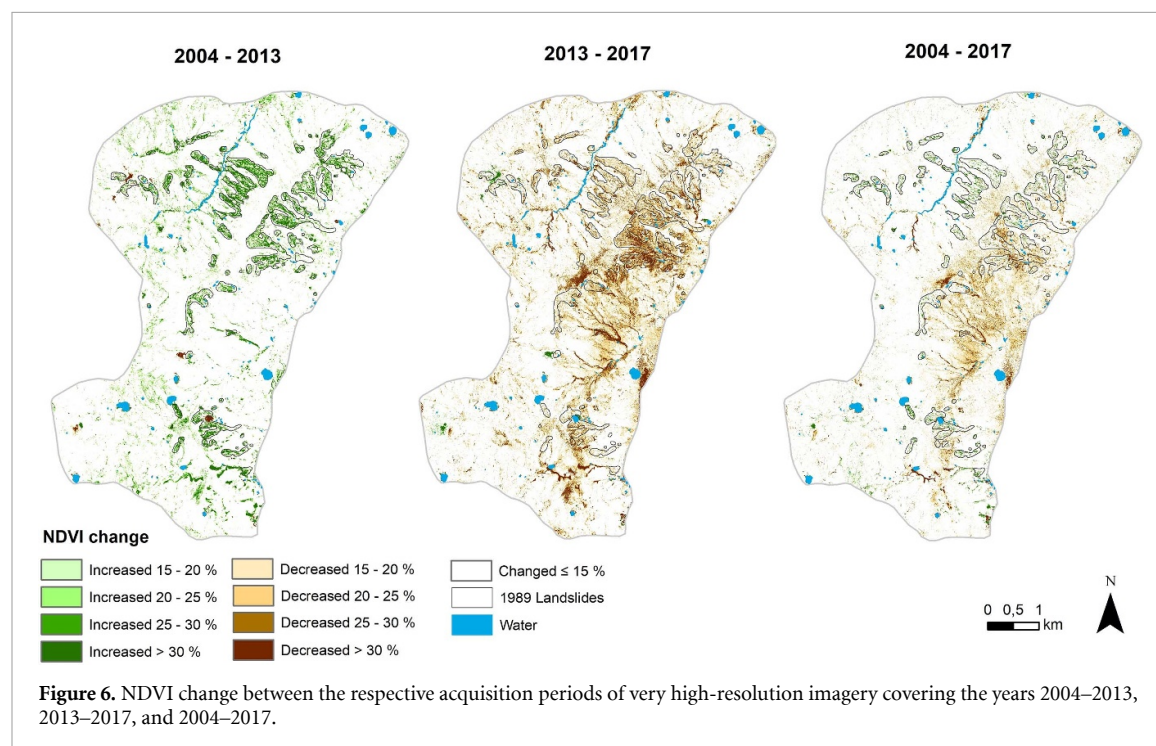 2004 - 2013
2013 - 2017
2004 - 2017
NDVI change
Increased 15 - 20 %
Increased 20 - 25 %
Increased 25 - 30 %
Increased > 30 %
Decreased 15 - 20 %
Decreased 20 - 25 %
Decreased 25 - 30 %
Decreased > 30 %
Changed ≤ 15 %
1989 Landslides
Water
0 0,5 1
km
N
Figure 6. NDVI change between the respective acquisition periods of very high-resolution imagery covering the years 2004–2013,
2013–2017, and 2004–2017.